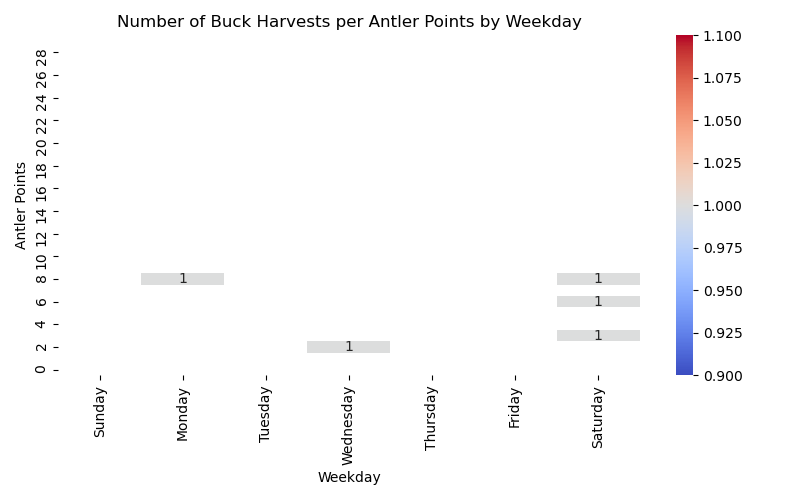 Number of Buck Harvests per Antler Points by Weekday
Antler Points
28
26
24
22
20
18
16
14
12
10
8
6
4
2
0
1 1
1
1
1
Sunday
Monday
Tuesday
Wednesday
Thursday
Friday
Saturday
Weekday
1.100
1.075
1.050
1.025
1.000
0.975
0.950
0.925
0.900